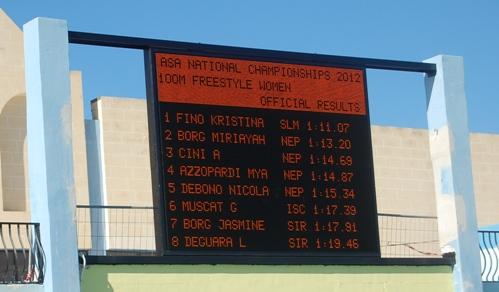 ASA NATIONAL CHAMPIONSHIPS 2012
100M FREESTYLE WOMEN
OFFICIAL RESULTS
1 FINO KRISTINA SLM 1:11.07
2 BORG MIRIAYAH NEP 1:13.20
3 CINI A NEP 1:14.69
4 AZZOPARDI MYA NEP 1:14.87
5 DEBONO NICOLA NEP 1:15.34
6 MUSCAT G ISC 1:17.39
7 BORG JASMINE SIR 1:17.91
8 DEGUARA L SIR 1:19.46